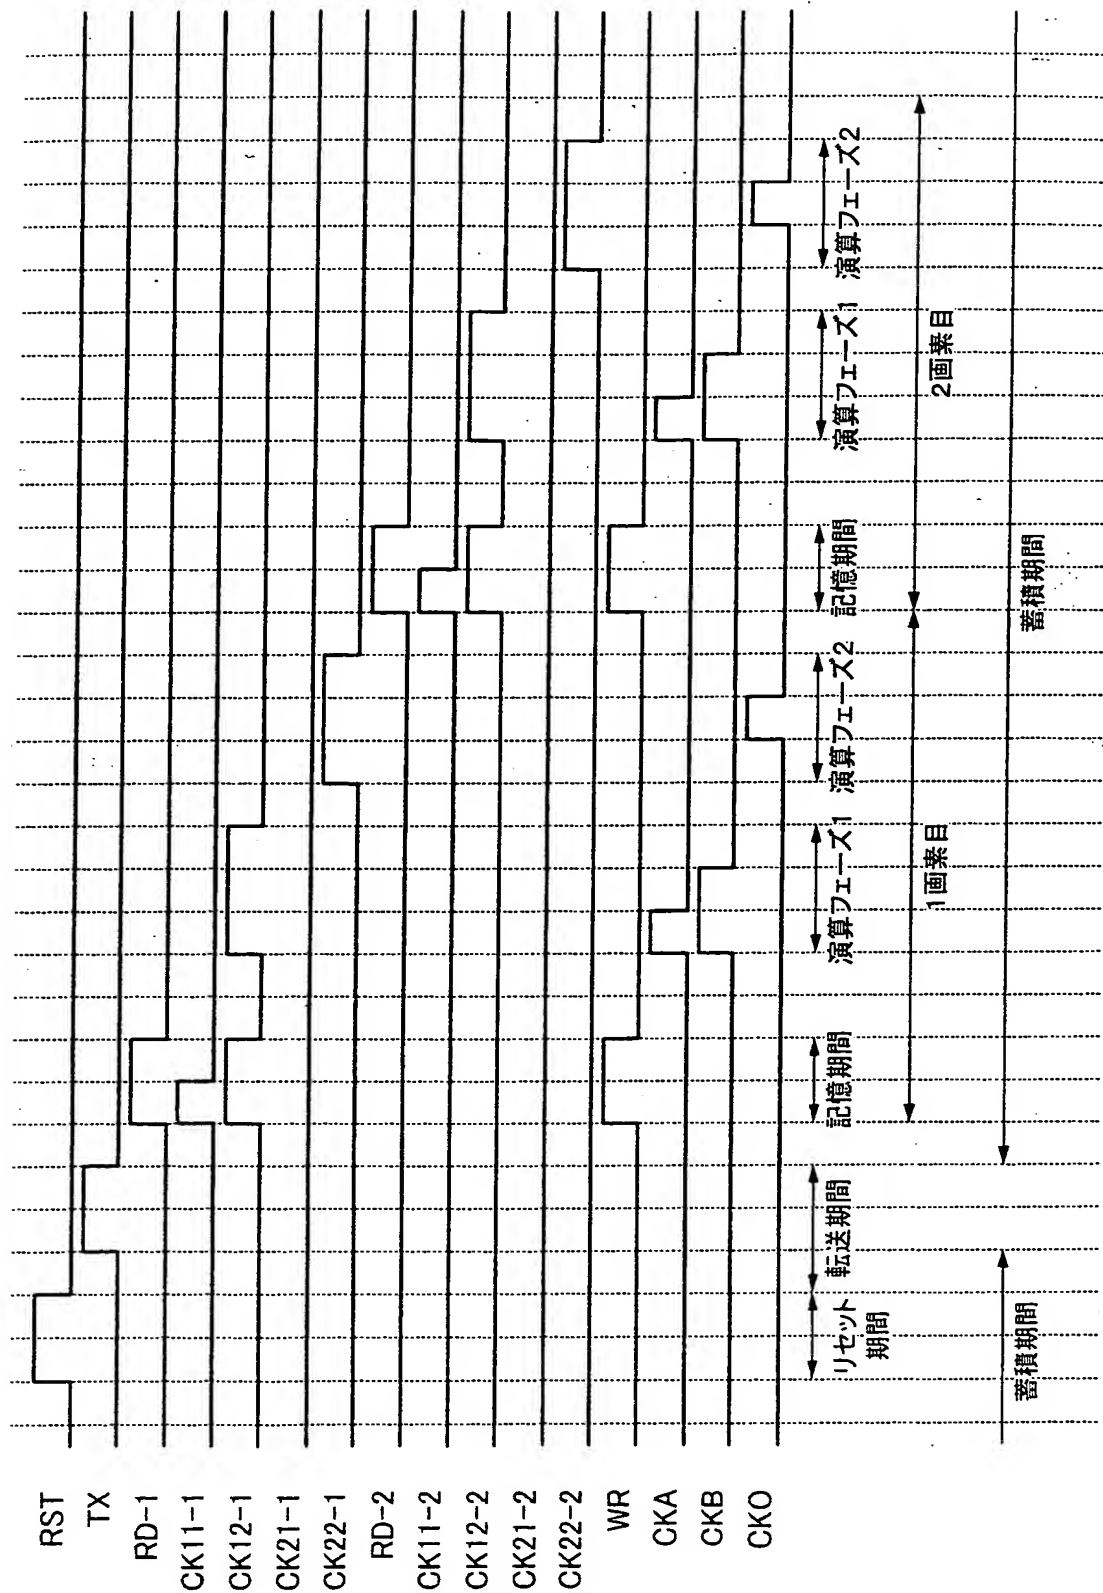 RST
TX
RD-1
CK11-1
CK12-1
CK21-1
CK22-1
RD-2
CK11-2
CK12-2
CK21-2
CK22-2
WR
CKA
CKB
CKO
リセット
期間
転送期間
記憶期間
演算フェーズ1
演算フェーズ2
記憶期間
演算フェーズ1
演算フェーズ2
1画素目
2画素目
蓄積期間
蓄積期間